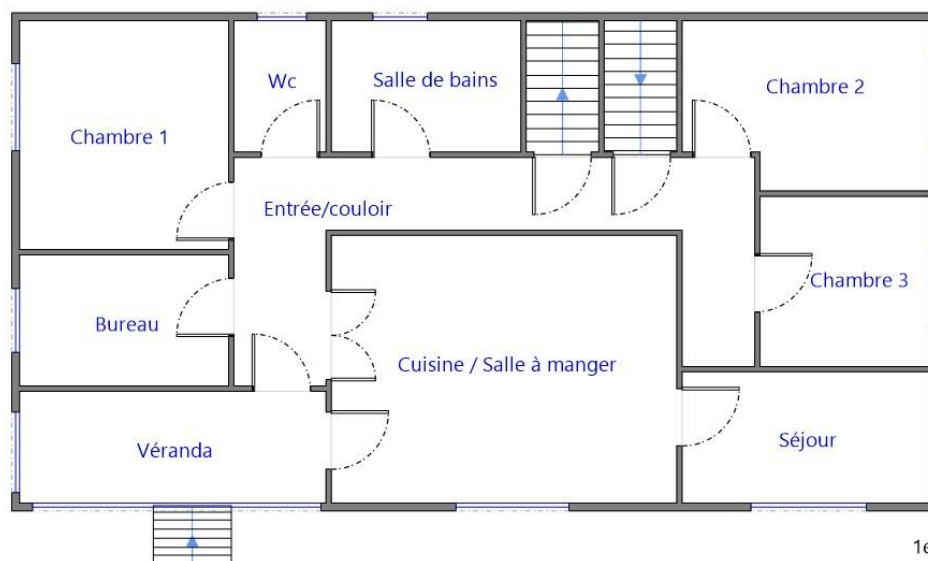 Wc
Salle de bains
Chambre 2
Chambre 1
Entrée/couloir
Chambre 3
Bureau
Cuisine / Salle à manger
Véranda
Séjour